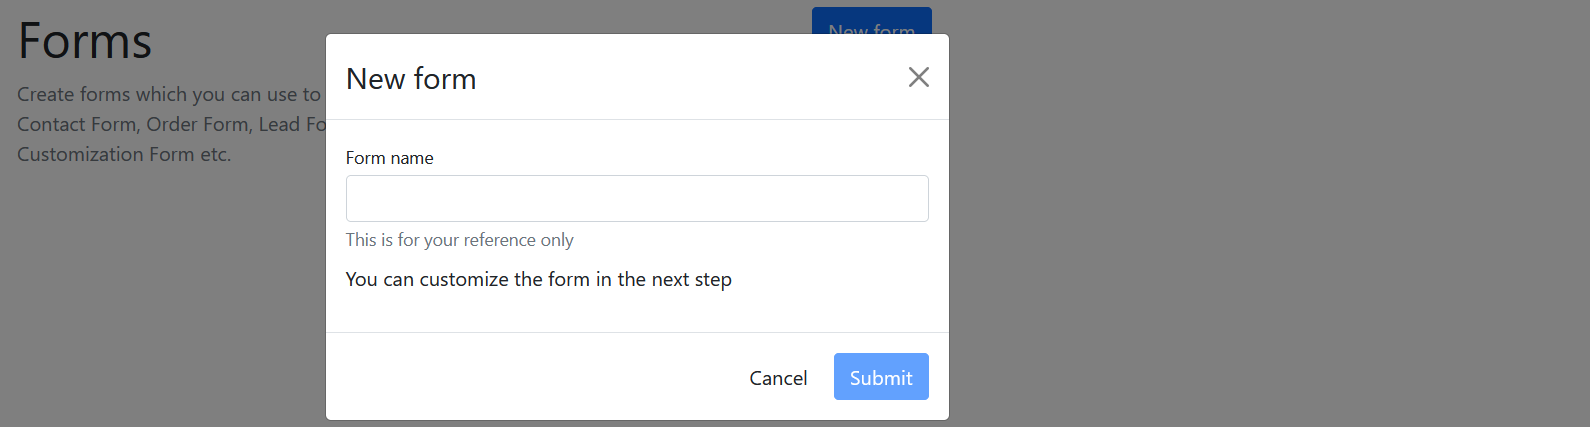 Forms
New form
Create forms which you can use to
Contact Form, Order Form, Lead Fo
Customization Form etc.
New form
Form name
This is for your reference only
You can customize the form in the next step
Cancel
Submit